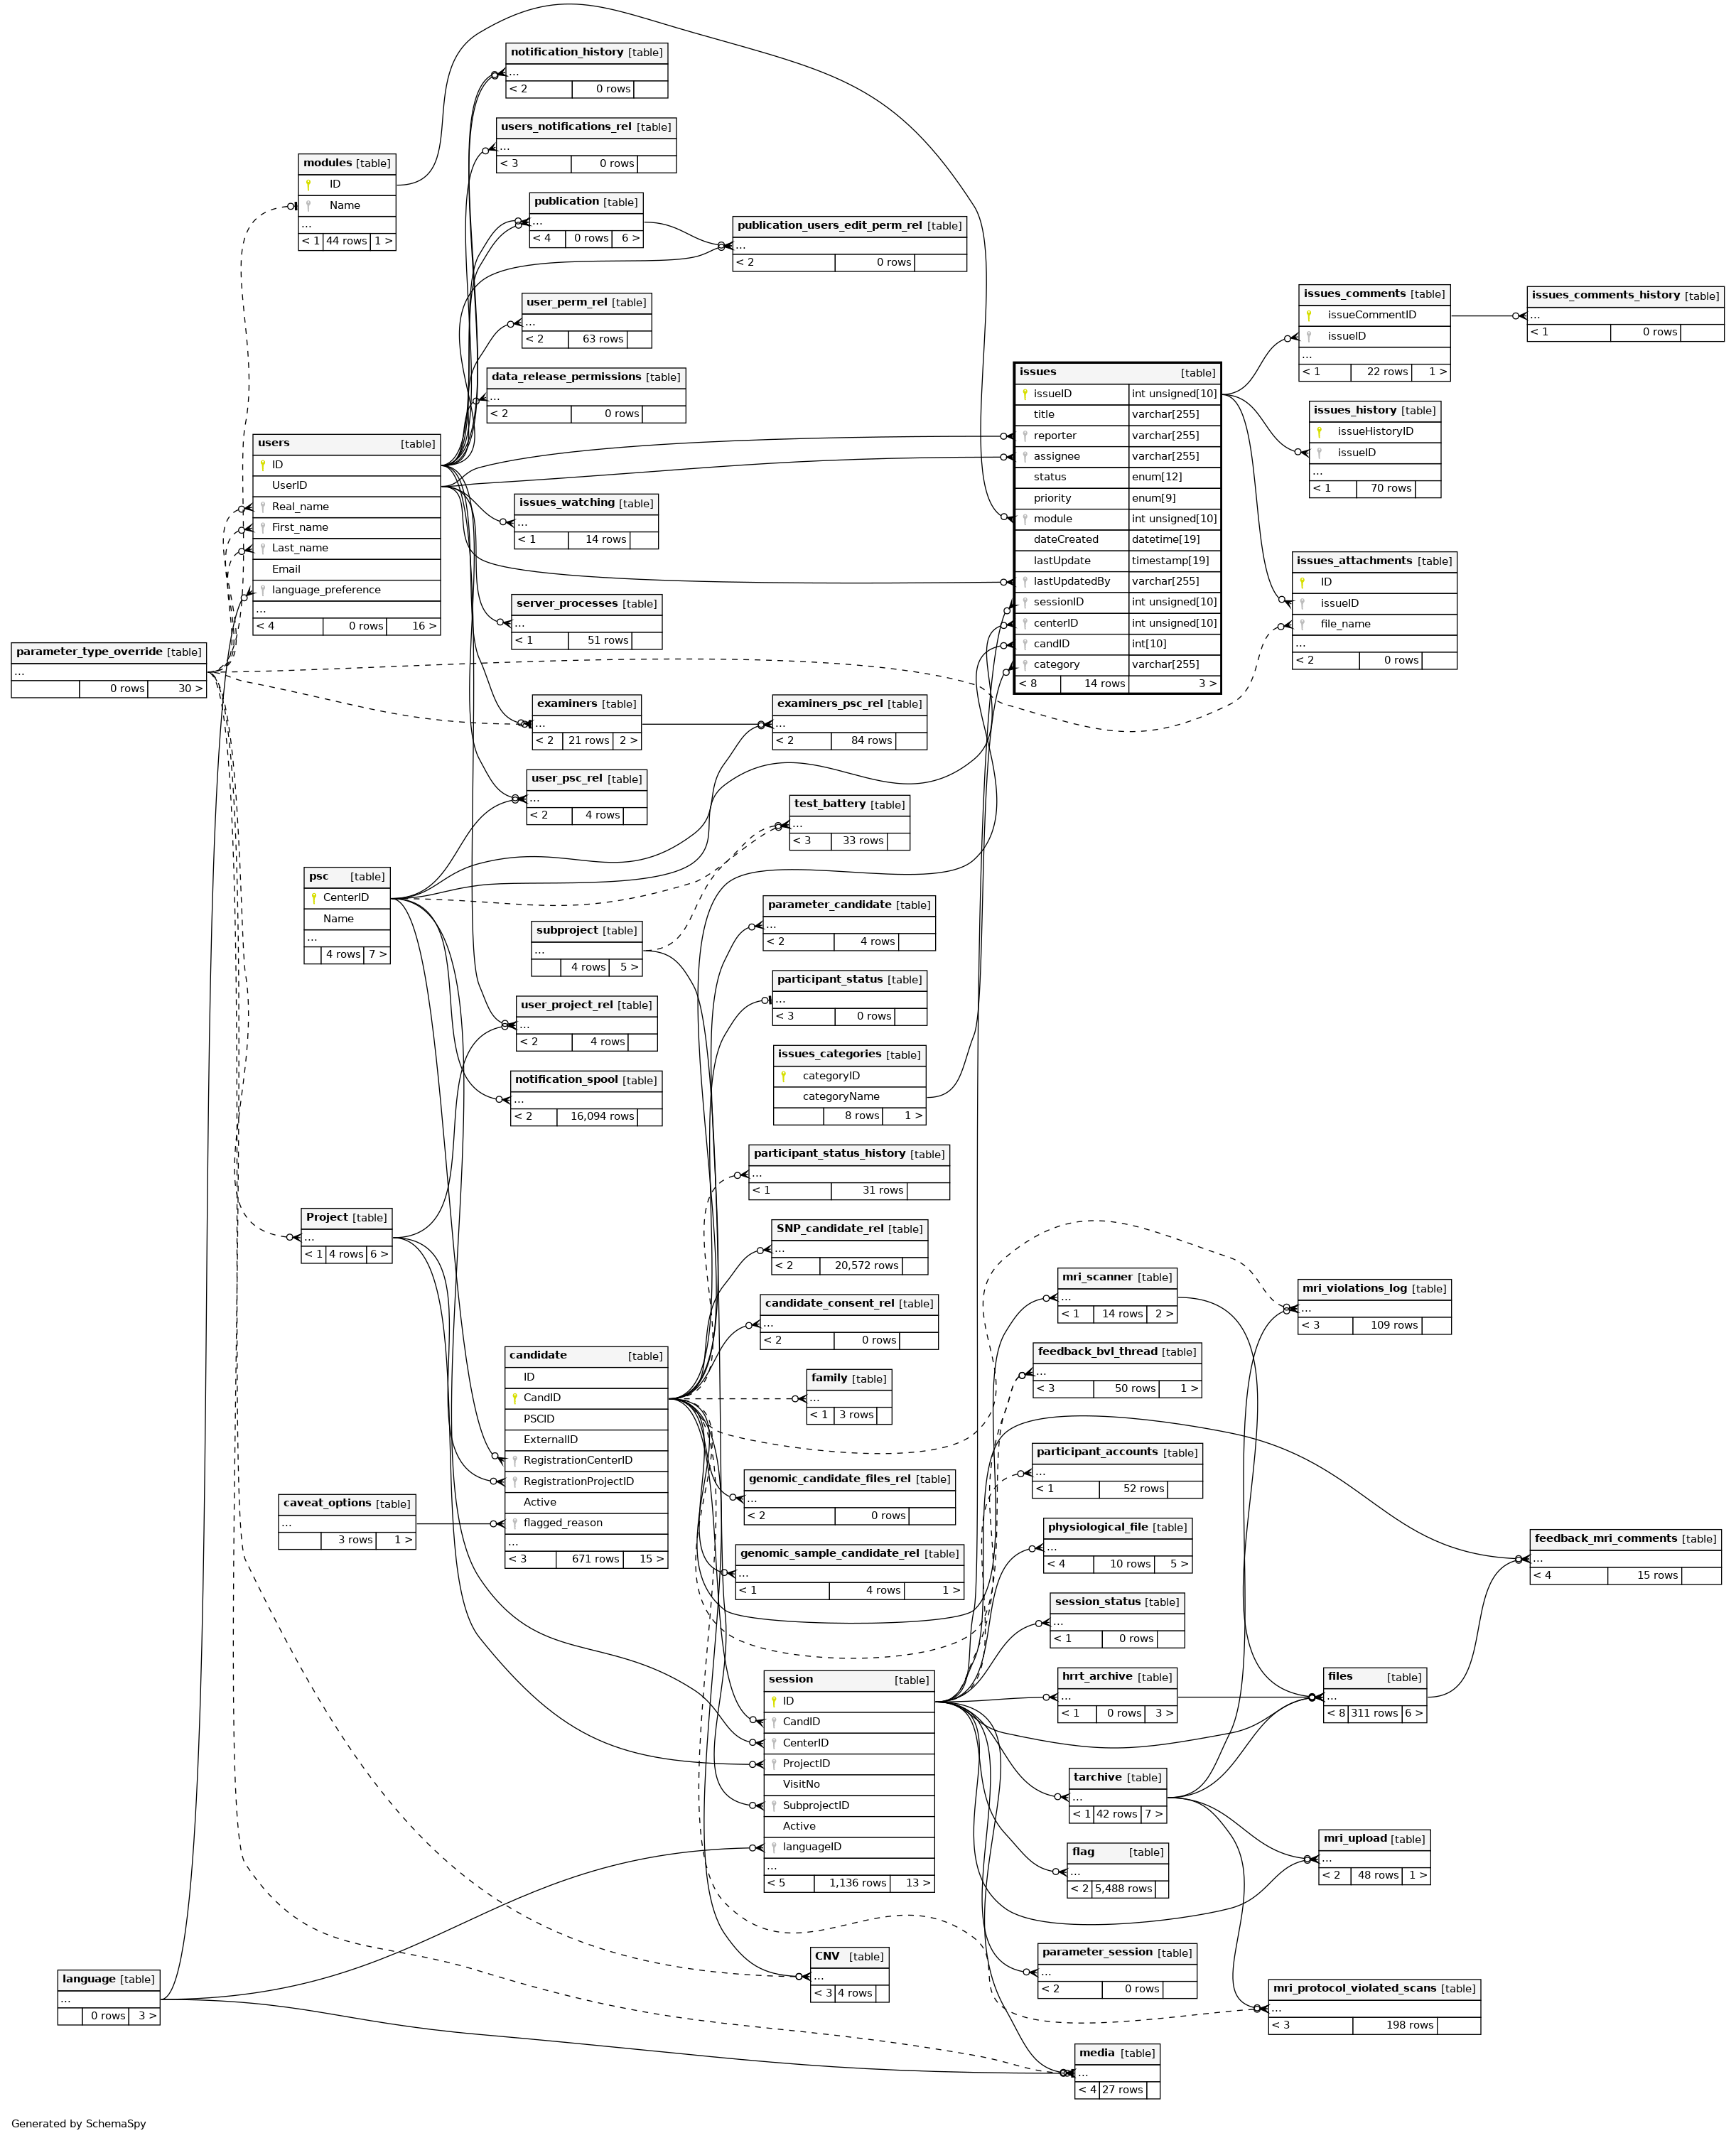 notification_history [table]
...
< 2 0 rows
users_notifications_rel [table]
...
< 3 0 rows
modules [table]
ID
Name
...
< 1 44 rows 1 >
publication [table]
...
< 4 0 rows 6 >
publication_users_edit_perm_rel [table]
...
< 2 0 rows
user_perm_rel [table]
...
< 2 63 rows
data_release_permissions [table]
...
< 2 0 rows
issues [table]
issueID int unsigned[10]
title varchar[255]
reporter varchar[255]
assignee varchar[255]
status enum[12]
priority enum[9]
module int unsigned[10]
dateCreated datetime[19]
lastUpdate timestamp[19]
lastUpdatedBy varchar[255]
sessionID int unsigned[10]
centerID int unsigned[10]
candID int[10]
category varchar[255]
< 8 14 rows 3 >
issues_comments [table]
issueCommentID
issueID
...
< 1 22 rows 1 >
issues_comments_history [table]
...
< 1 0 rows
issues_history [table]
issueHistoryID
issueID
...
< 1 70 rows
issues_attachments [table]
ID
issueID
file_name
...
< 2 0 rows
users [table]
ID
UserID
Real_name
First_name
Last_name
Email
language_preference
...
< 4 0 rows 16 >
issues_watching [table]
...
< 1 14 rows
server_processes [table]
...
< 1 51 rows
parameter_type_override [table]
...
0 rows 30 >
examiners [table]
...
< 2 21 rows 2 >
examiners_psc_rel [table]
...
< 2 84 rows
user_psc_rel [table]
...
< 2 4 rows
test_battery [table]
...
< 3 33 rows
psc [table]
CenterID
Name
...
4 rows 7 >
subproject [table]
...
4 rows 5 >
parameter_candidate [table]
...
< 2 4 rows
participant_status [table]
...
< 3 0 rows
user_project_rel [table]
...
< 2 4 rows
issues_categories [table]
categoryID
categoryName
8 rows 1 >
notification_spool [table]
...
< 2 16,094 rows
participant_status_history [table]
...
< 1 31 rows
Project [table]
...
< 1 4 rows 6 >
SNP_candidate_rel [table]
...
< 2 20,572 rows
candidate_consent_rel [table]
...
< 2 0 rows
mri_scanner [table]
...
< 1 14 rows 2 >
mri_violations_log [table]
...
< 3 109 rows
candidate [table]
ID
CandID
PSCID
ExternalID
RegistrationCenterID
RegistrationProjectID
Active
flagged_reason
...
< 3 671 rows 15 >
family [table]
...
< 1 3 rows
feedback_bvl_thread [table]
...
< 3 50 rows 1 >
participant_accounts [table]
...
< 1 52 rows
genomic_candidate_files_rel [table]
...
< 2 0 rows
caveat_options [table]
...
3 rows 1 >
physiological_file [table]
...
< 4 10 rows 5 >
feedback_mri_comments [table]
...
< 4 15 rows
genomic_sample_candidate_rel [table]
...
< 1 4 rows 1 >
session_status [table]
...
< 1 0 rows
session [table]
ID
CandID
CenterID
ProjectID
VisitNo
SubprojectID
Active
languageID
...
< 5 1,136 rows 13 >
hrrt_archive [table]
...
< 1 0 rows 3 >
files [table]
...
< 8 311 rows 6 >
tarchive [table]
...
< 1 42 rows 7 >
flag [table]
...
< 2 5,488 rows
mri_upload [table]
...
< 2 48 rows 1 >
CNV [table]
...
< 3 4 rows
parameter_session [table]
...
< 2 0 rows
language [table]
...
0 rows 3 >
mri_protocol_violated_scans [table]
...
< 3 198 rows
media [table]
...
< 4 27 rows
Generated by SchemaSpy